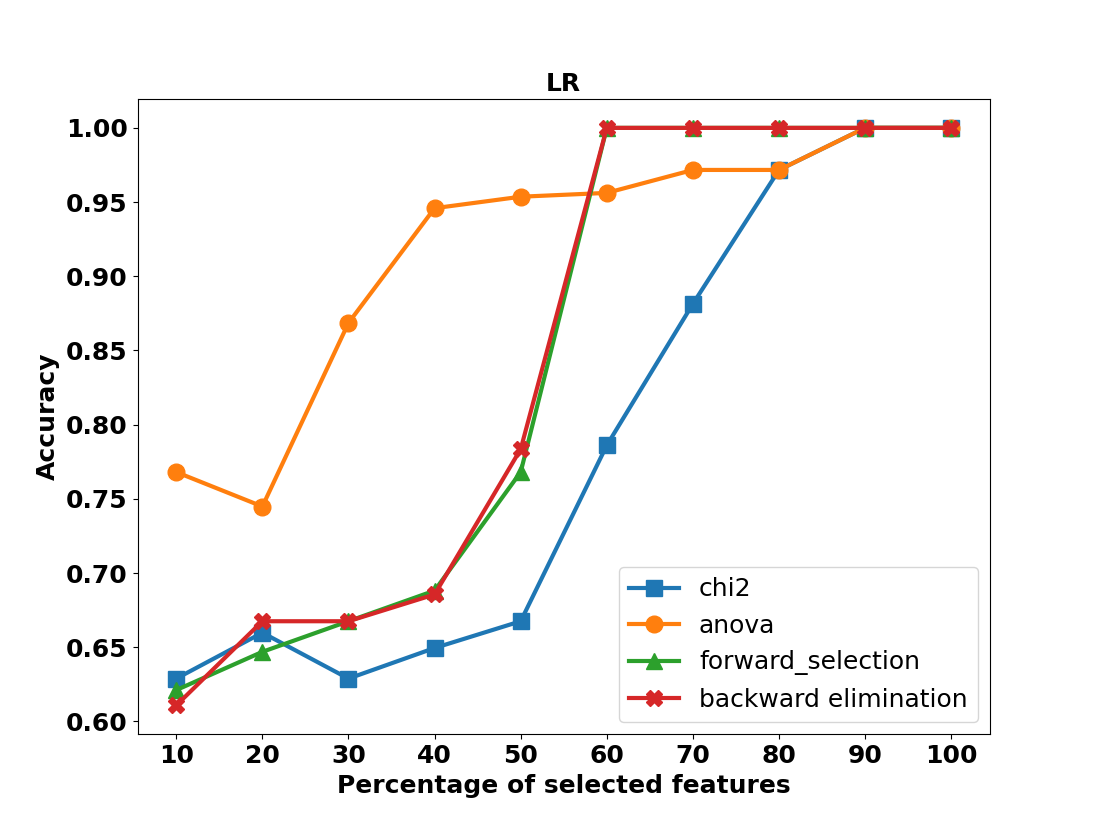 LR
1.00
0.95
0.90
0.85
0.80
0.75
0.70
0.65
0.60
Accuracy
chi2
anova
forward_selection
backward elimination
10 20 30 40 50 60 70 80 90 100
Percentage of selected features